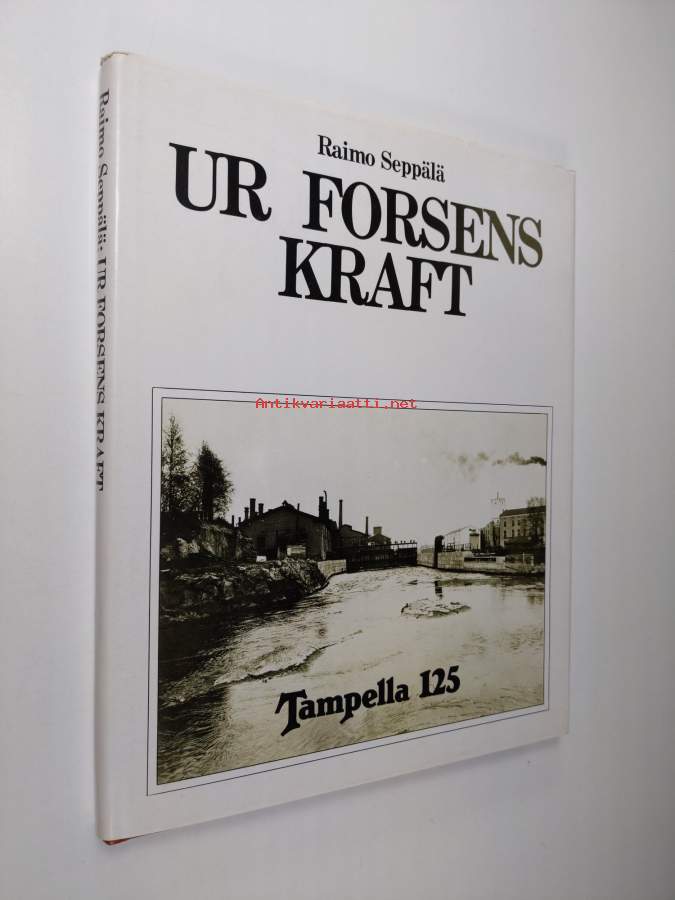 Raimo Seppälä
UR FORSENS
KRAFT
Antikvariaatti.net
Tampella 125
Raimo Seppälä: UR FORSENS KRAFT